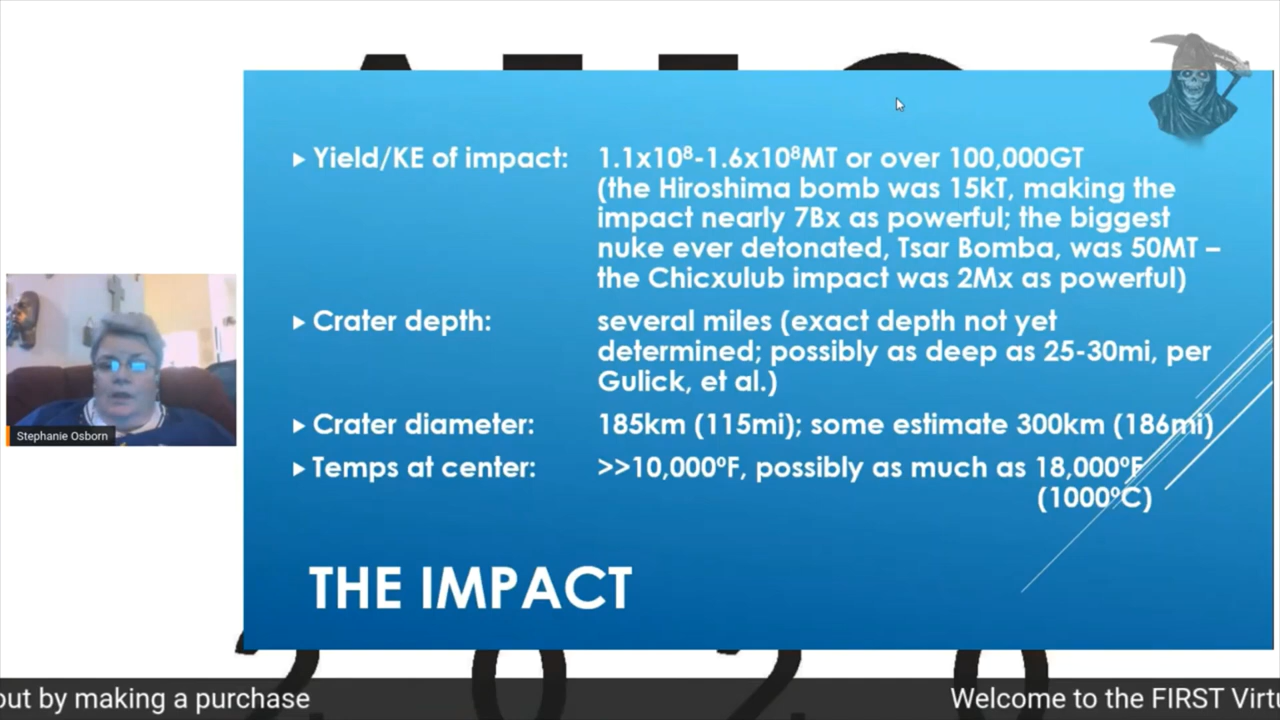 Yield/KE of impact: 1.1x10⁸-1.6x10⁸MT or over 100,000GT
(the Hiroshima bomb was 15kT, making the
impact nearly 7Bx as powerful; the biggest
nuke ever detonated, Tsar Bomba, was 50MT –
the Chicxulub impact was 2Mx as powerful)
Crater depth: several miles (exact depth not yet
determined; possibly as deep as 25-30mi, per
Gulick, et al.)
Crater diameter: 185km (115mi); some estimate 300km (186mi)
Temps at center: >>10,000ºF, possibly as much as 18,000ºF
(1000ºC)
THE IMPACT
Stephanie Osborn
2020
out by making a purchase Welcome to the FIRST Virtu